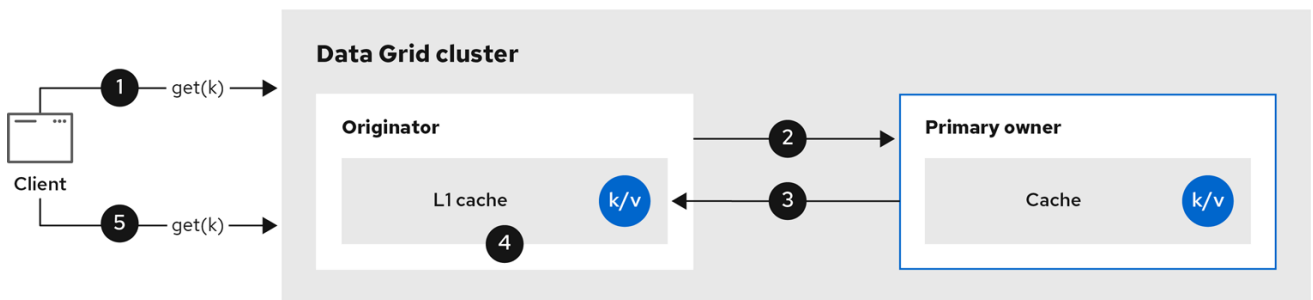 Data Grid cluster
1
get(k)
Originator
2
Primary owner
Client
L1 cache
k/v
3
Cache
k/v
5
get(k)
4